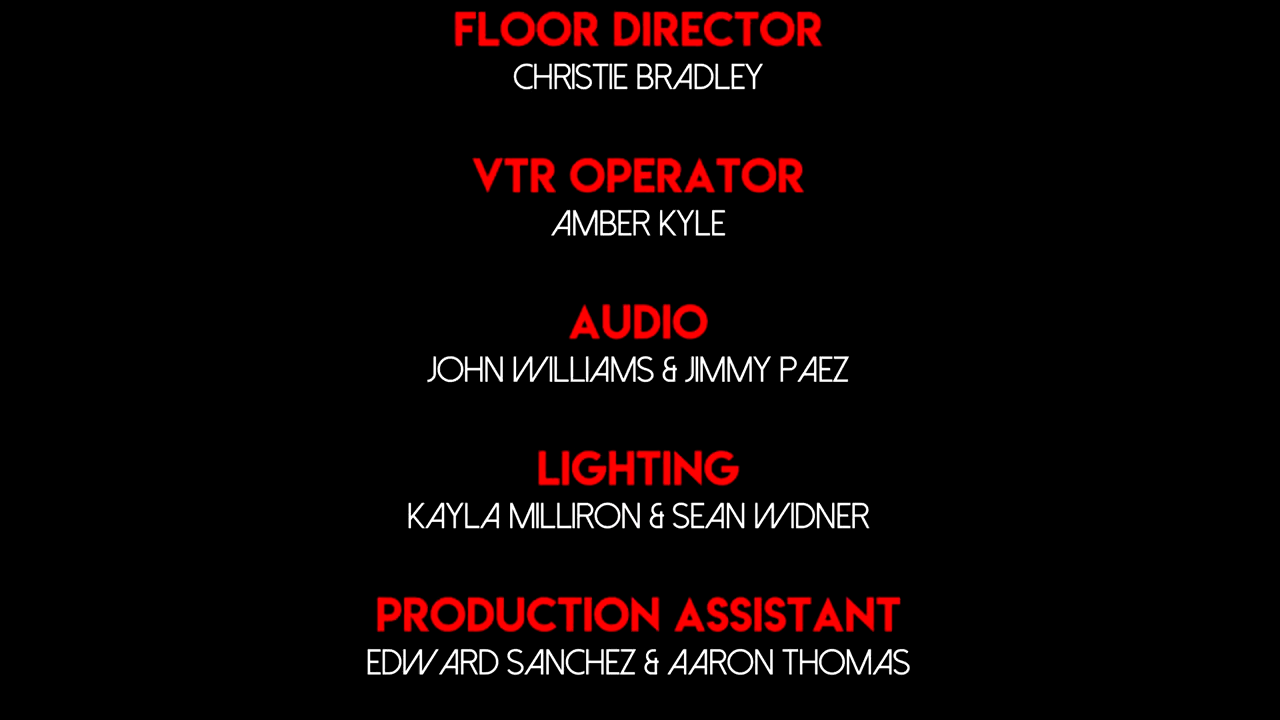 FLOOR DIRECTOR
CHRISTIE BRADLEY
VTR OPERATOR
AMBER KYLE
AUDIO
JOHN WILLIAMS & JIMMY PAEZ
LIGHTING
KAYLA MILLIRON & SEAN WIDNER
PRODUCTION ASSISTANT
EDWARD SANCHEZ & AARON THOMAS